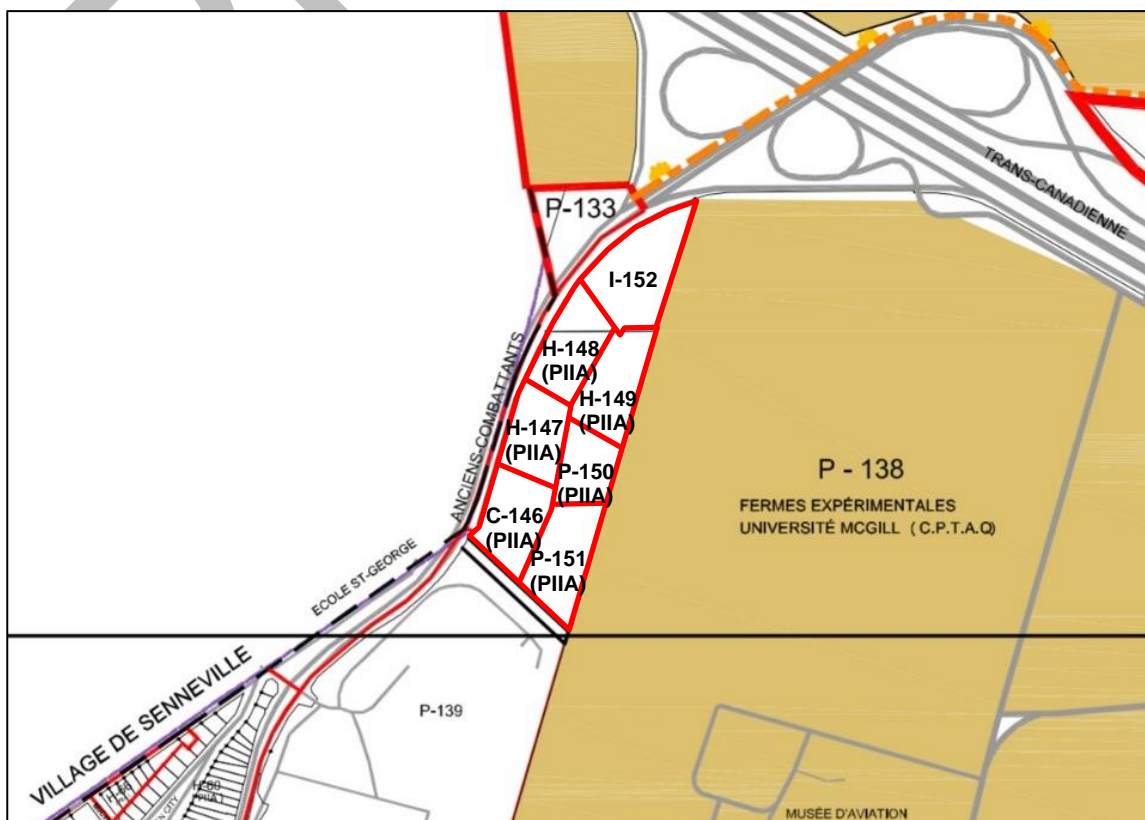 P-133
TRANS-CANADIENNE
I-152
ANCIENS-COMBATTANTS
H-148
(PIIA)
H-149
(PIIA)
H-147
(PIIA)
P-150
(PIIA)
C-146
(PIIA)
P-151
(PIIA)
P - 138
FERMES EXPÉRIMENTALES
UNIVERSITÉ MCGILL ( C.P.T.A.Q)
ECOLE ST-GEORGE
VILLAGE DE SENNEVILLE
P-139
MUSÉE D'AVIATION